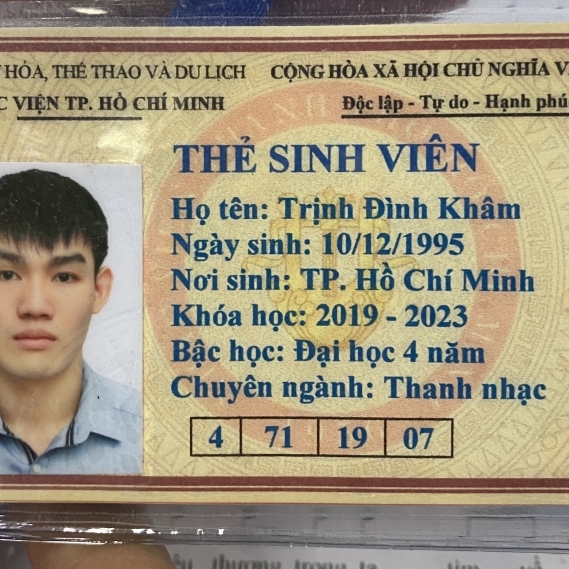 HÓA, THỂ THAO VÀ DU LỊCH
CỘNG HÒA XÃ HỘI CHỦ NGHĨA V
C VIỆN TP. HỒ CHÍ MINH
Độc lập - Tự do - Hạnh phú
THẺ SINH VIÊN
Họ tên: Trịnh Đình Khâm
Ngày sinh: 10/12/1995
Nơi sinh: TP. Hồ Chí Minh
Khóa học: 2019 - 2023
Bậc học: Đại học 4 năm
Chuyên ngành: Thanh nhạc
4 71 19 07